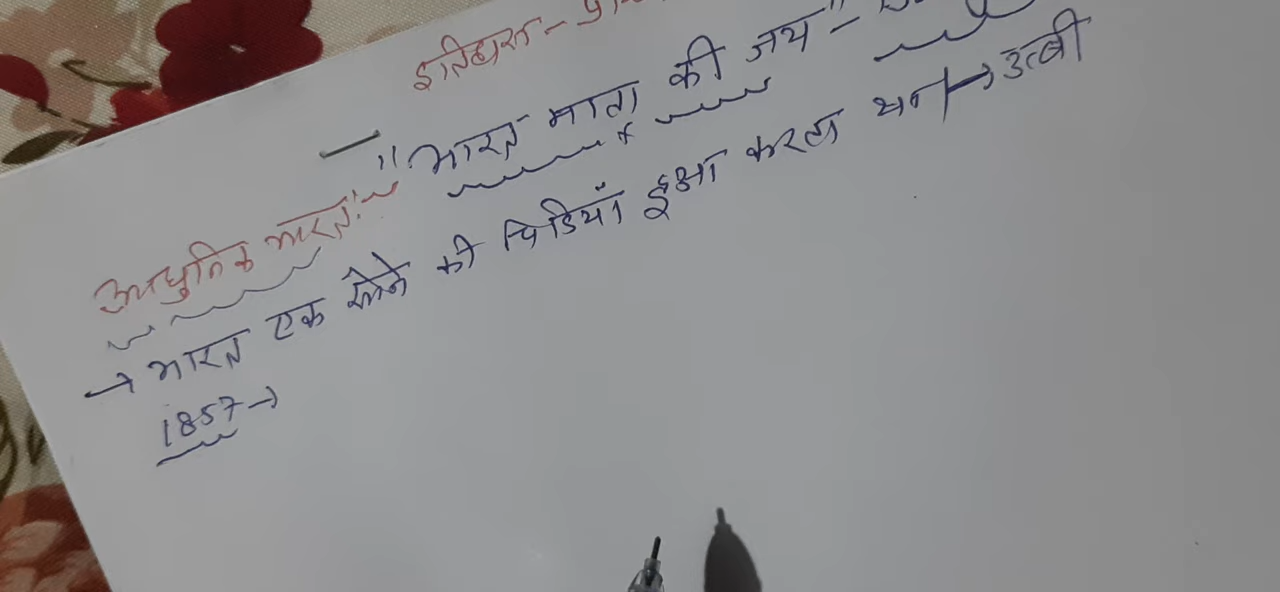 इतिहास -
"भारत माता की जय" -
आधुनिक भारत:-
→ भारत एक सोने की चिडियाँ हुआ करता था → उत्बी
1857 →